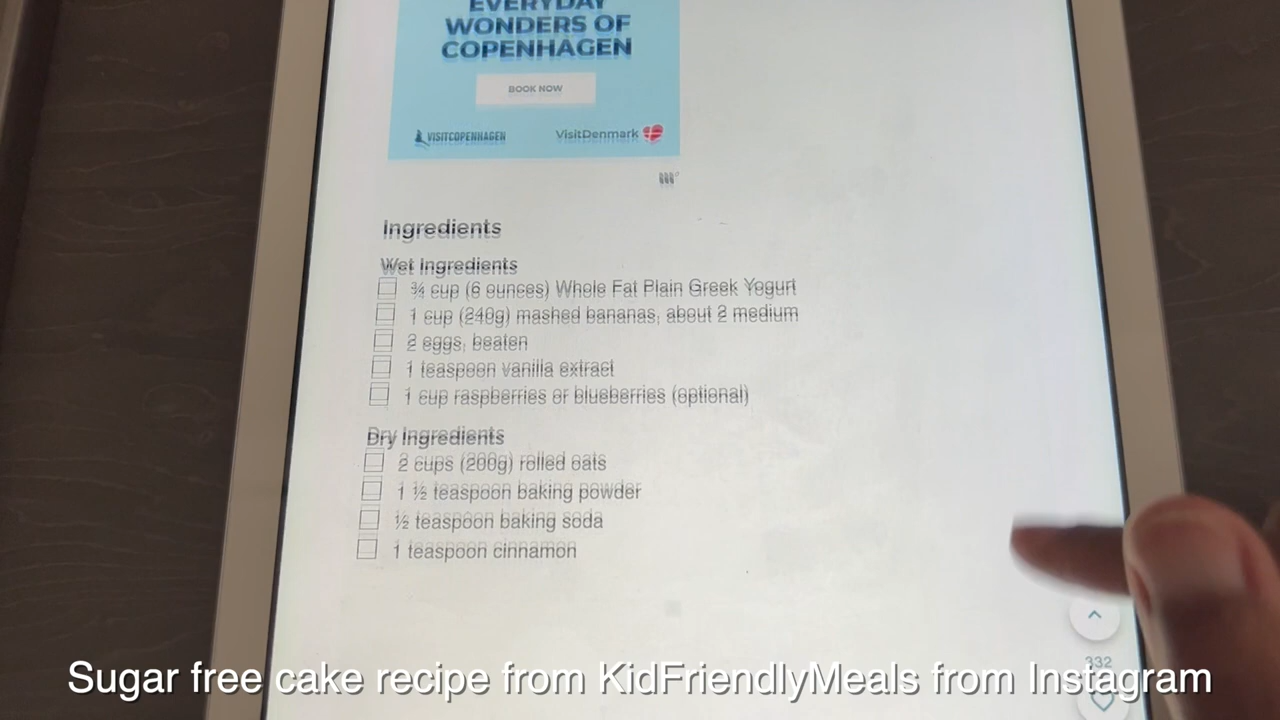 EVERYDAY
WONDERS OF
COPENHAGEN
BOOK NOW
VISITCOPENHAGEN
VisitDenmark
Ingredients
Wet Ingredients
¾ cup (6 ounces) Whole Fat Plain Greek Yogurt
1 cup (240g) mashed bananas, about 2 medium
2 eggs, beaten
1 teaspoon vanilla extract
1 cup raspberries or blueberries (optional)
Dry Ingredients
2 cups (200g) rolled oats
1 ½ teaspoon baking powder
½ teaspoon baking soda
1 teaspoon cinnamon
332
Sugar free cake recipe from KidFriendlyMeals from Instagram